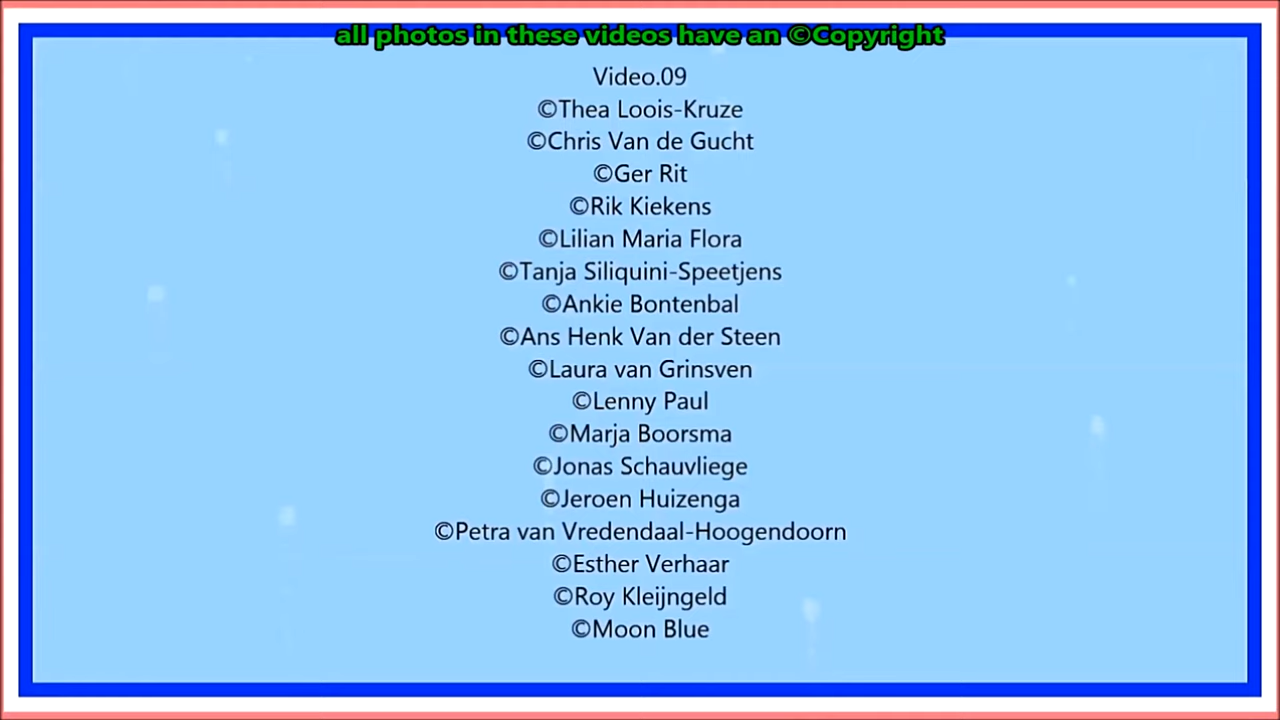 all photos in these videos have an ©Copyright
Video.09
©Thea Loois-Kruze
©Chris Van de Gucht
©Ger Rit
©Rik Kiekens
©Lilian Maria Flora
©Tanja Siliquini-Speetjens
©Ankie Bontenbal
©Ans Henk Van der Steen
©Laura van Grinsven
©Lenny Paul
©Marja Boorsma
©Jonas Schauvliege
©Jeroen Huizenga
©Petra van Vredendaal-Hoogendoorn
©Esther Verhaar
©Roy Kleijngeld
©Moon Blue